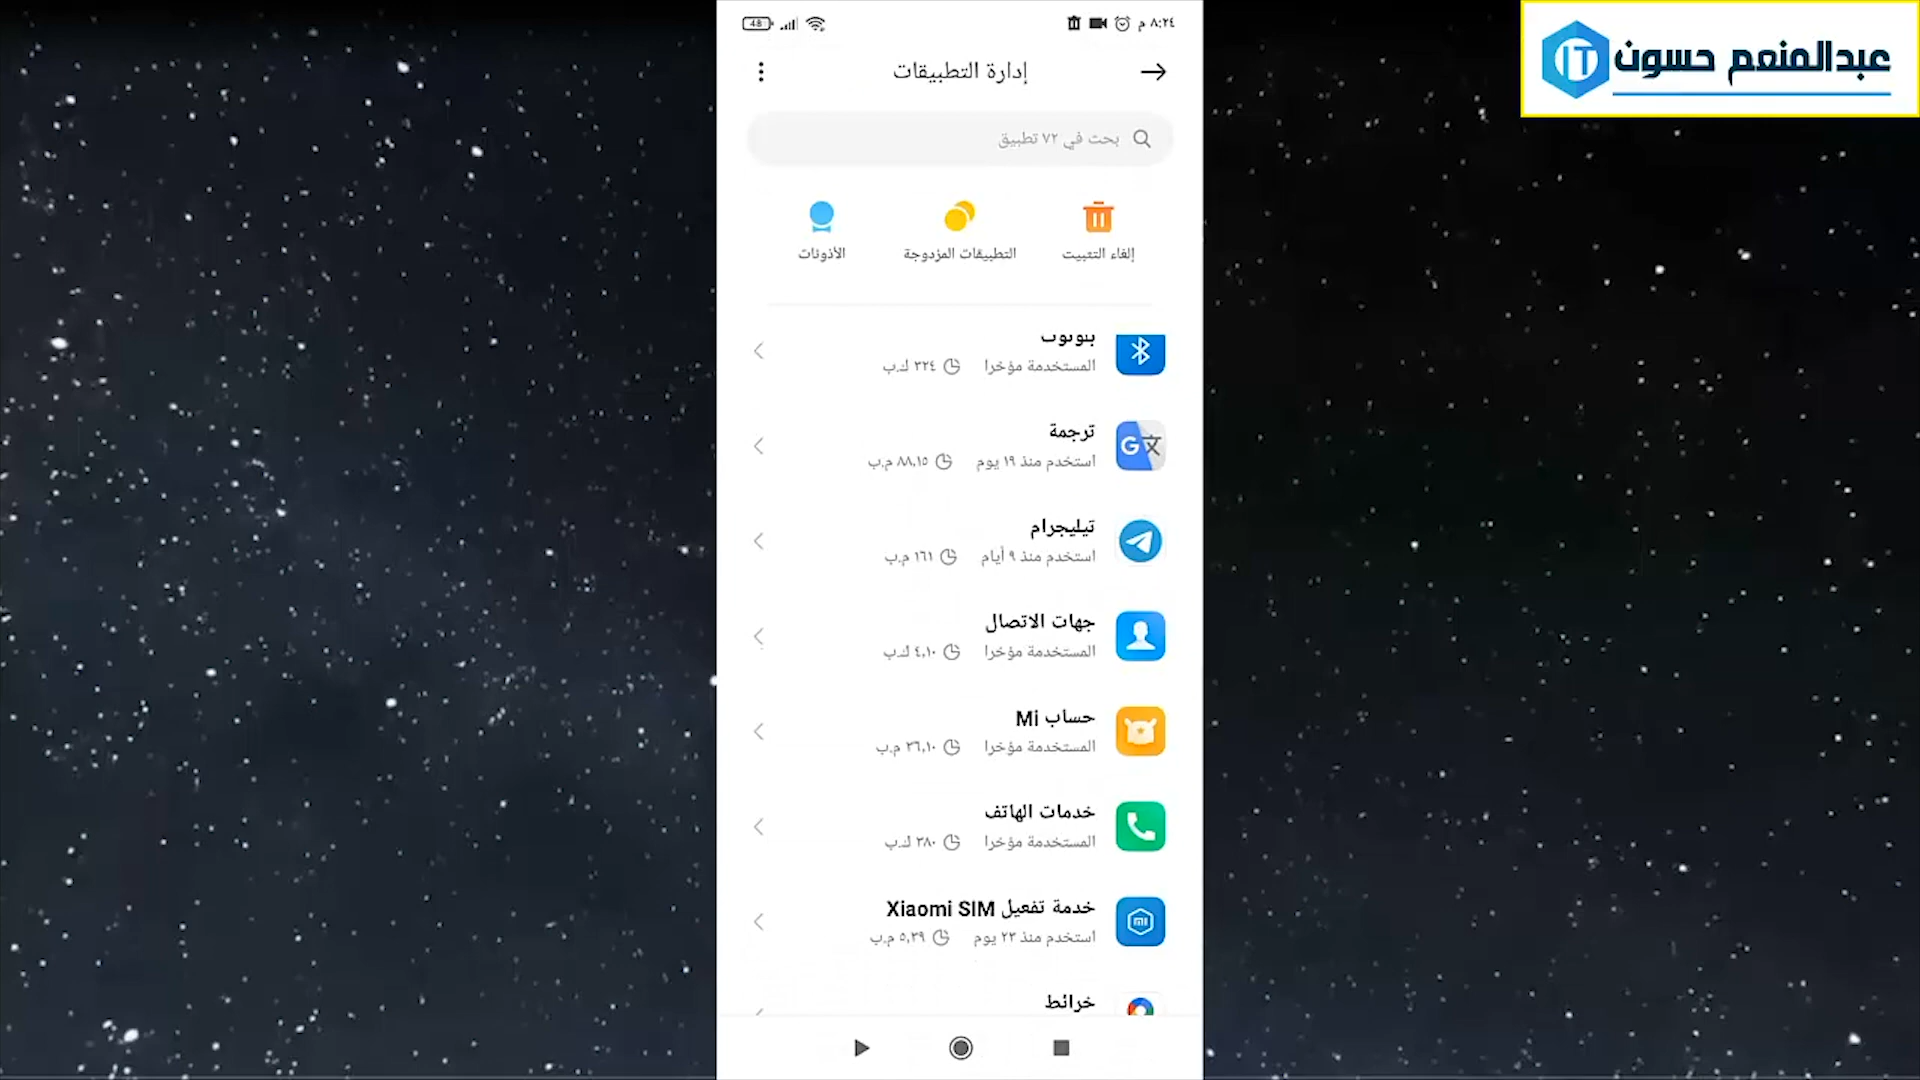 ٨:٢٤ م
48
عبدالمنعم حسون
IT
إدارة التطبيقات
بحث في ٧٢ تطبيق
إلغاء التثبيت
التطبيقات المزدوجة
الأذونات
بلوتوث
المستخدمة مؤخرا ٣٢٤ ك.ب
ترجمة
استخدم منذ ١٩ يوم ٨٨,١٥ م.ب
تيليجرام
استخدم منذ ٩ أيام ١٦١ م.ب
جهات الاتصال
المستخدمة مؤخرا ٤,١٠ ك.ب
حساب Mi
المستخدمة مؤخرا ٣٦,١٠ م.ب
خدمات الهاتف
المستخدمة مؤخرا ٣٨٠ ك.ب
خدمة تفعيل Xiaomi SIM
استخدم منذ ٢٣ يوم ٥,٣٩ م.ب
خرائط